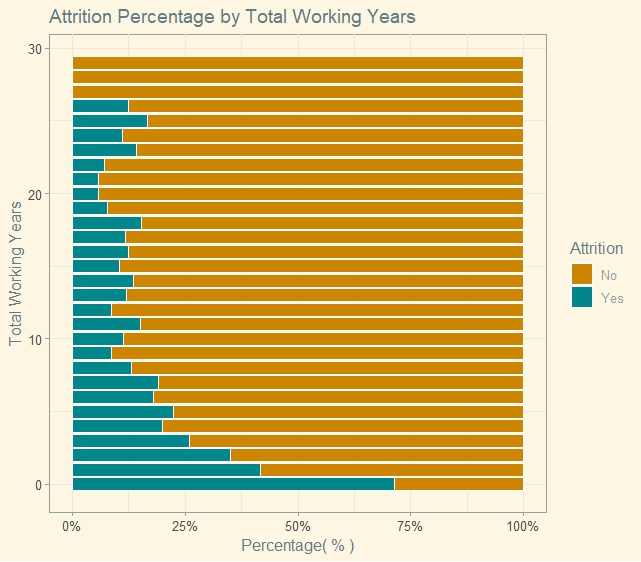 Attrition Percentage by Total Working Years
30
20
10
0
Total Working Years
0%
25%
50%
75%
100%
Percentage( % )
Attrition
No
Yes